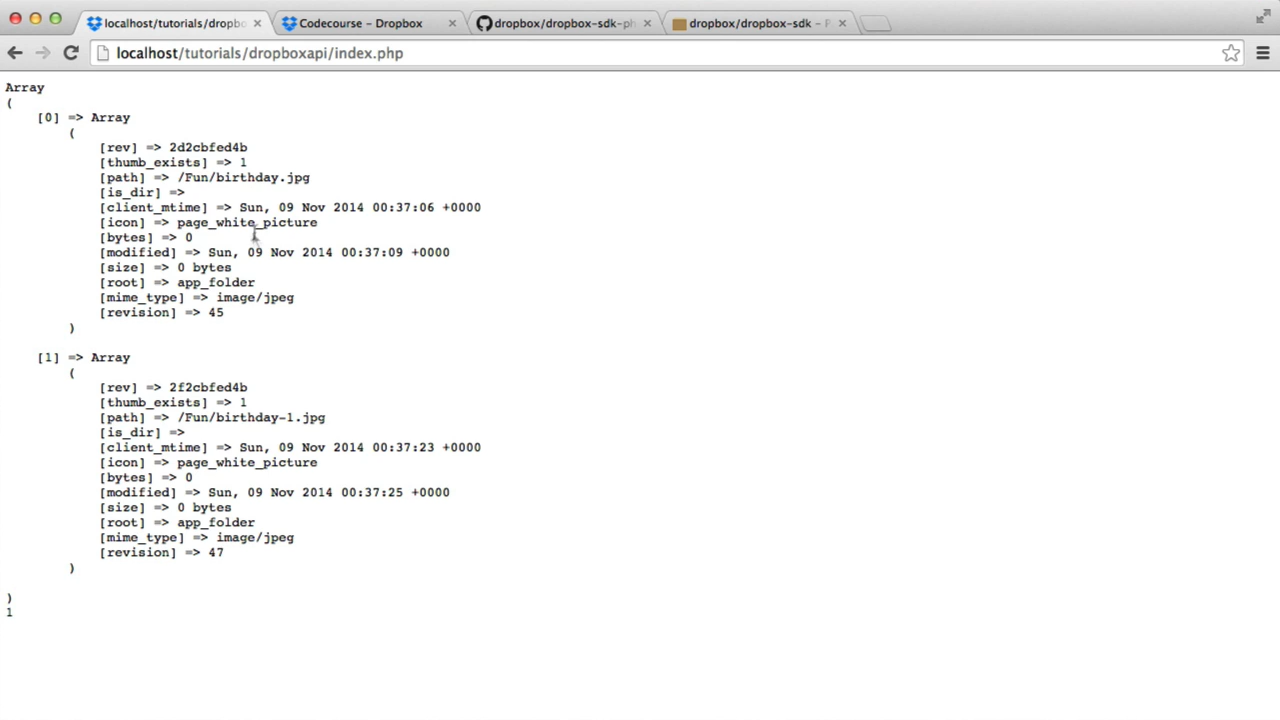 localhost/tutorials/dropbo
Codecourse – Dropbox
dropbox/dropbox-sdk-ph
dropbox/dropbox-sdk – P
localhost/tutorials/dropboxapi/index.php
Array
(
[0] => Array
(
[rev] => 2d2cbfed4b
[thumb_exists] => 1
[path] => /Fun/birthday.jpg
[is_dir] =>
[client_mtime] => Sun, 09 Nov 2014 00:37:06 +0000
[icon] => page_white_picture
[bytes] => 0
[modified] => Sun, 09 Nov 2014 00:37:09 +0000
[size] => 0 bytes
[root] => app_folder
[mime_type] => image/jpeg
[revision] => 45
)
[1] => Array
(
[rev] => 2f2cbfed4b
[thumb_exists] => 1
[path] => /Fun/birthday-1.jpg
[is_dir] =>
[client_mtime] => Sun, 09 Nov 2014 00:37:23 +0000
[icon] => page_white_picture
[bytes] => 0
[modified] => Sun, 09 Nov 2014 00:37:25 +0000
[size] => 0 bytes
[root] => app_folder
[mime_type] => image/jpeg
[revision] => 47
)
)
1